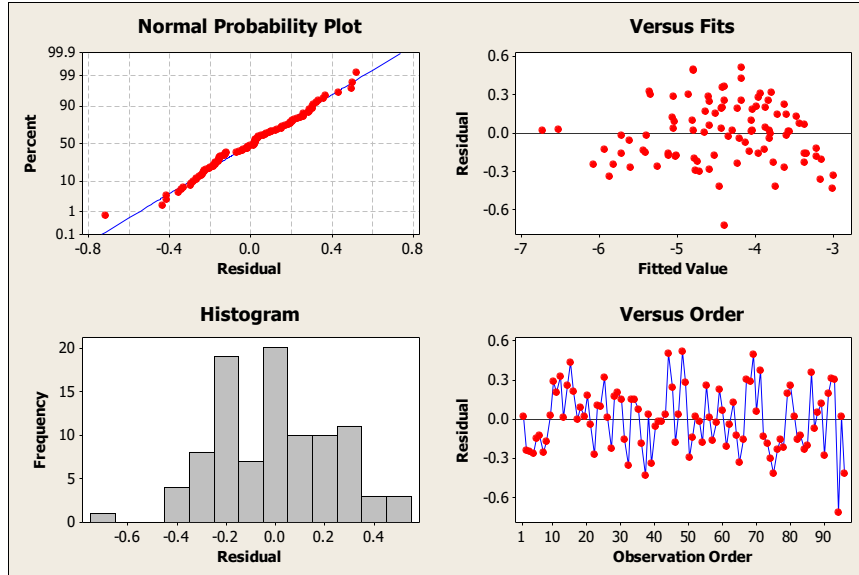 Normal Probability Plot
99.9
99
90
50
10
1
0.1
Percent
-0.8 -0.4 0.0 0.4 0.8
Residual
Versus Fits
0.6
0.3
0.0
-0.3
-0.6
Residual
-7 -6 -5 -4 -3
Fitted Value
Histogram
20
15
10
5
0
Frequency
-0.6 -0.4 -0.2 0.0 0.2 0.4
Residual
Versus Order
0.6
0.3
0.0
-0.3
-0.6
Residual
1 10 20 30 40 50 60 70 80 90
Observation Order